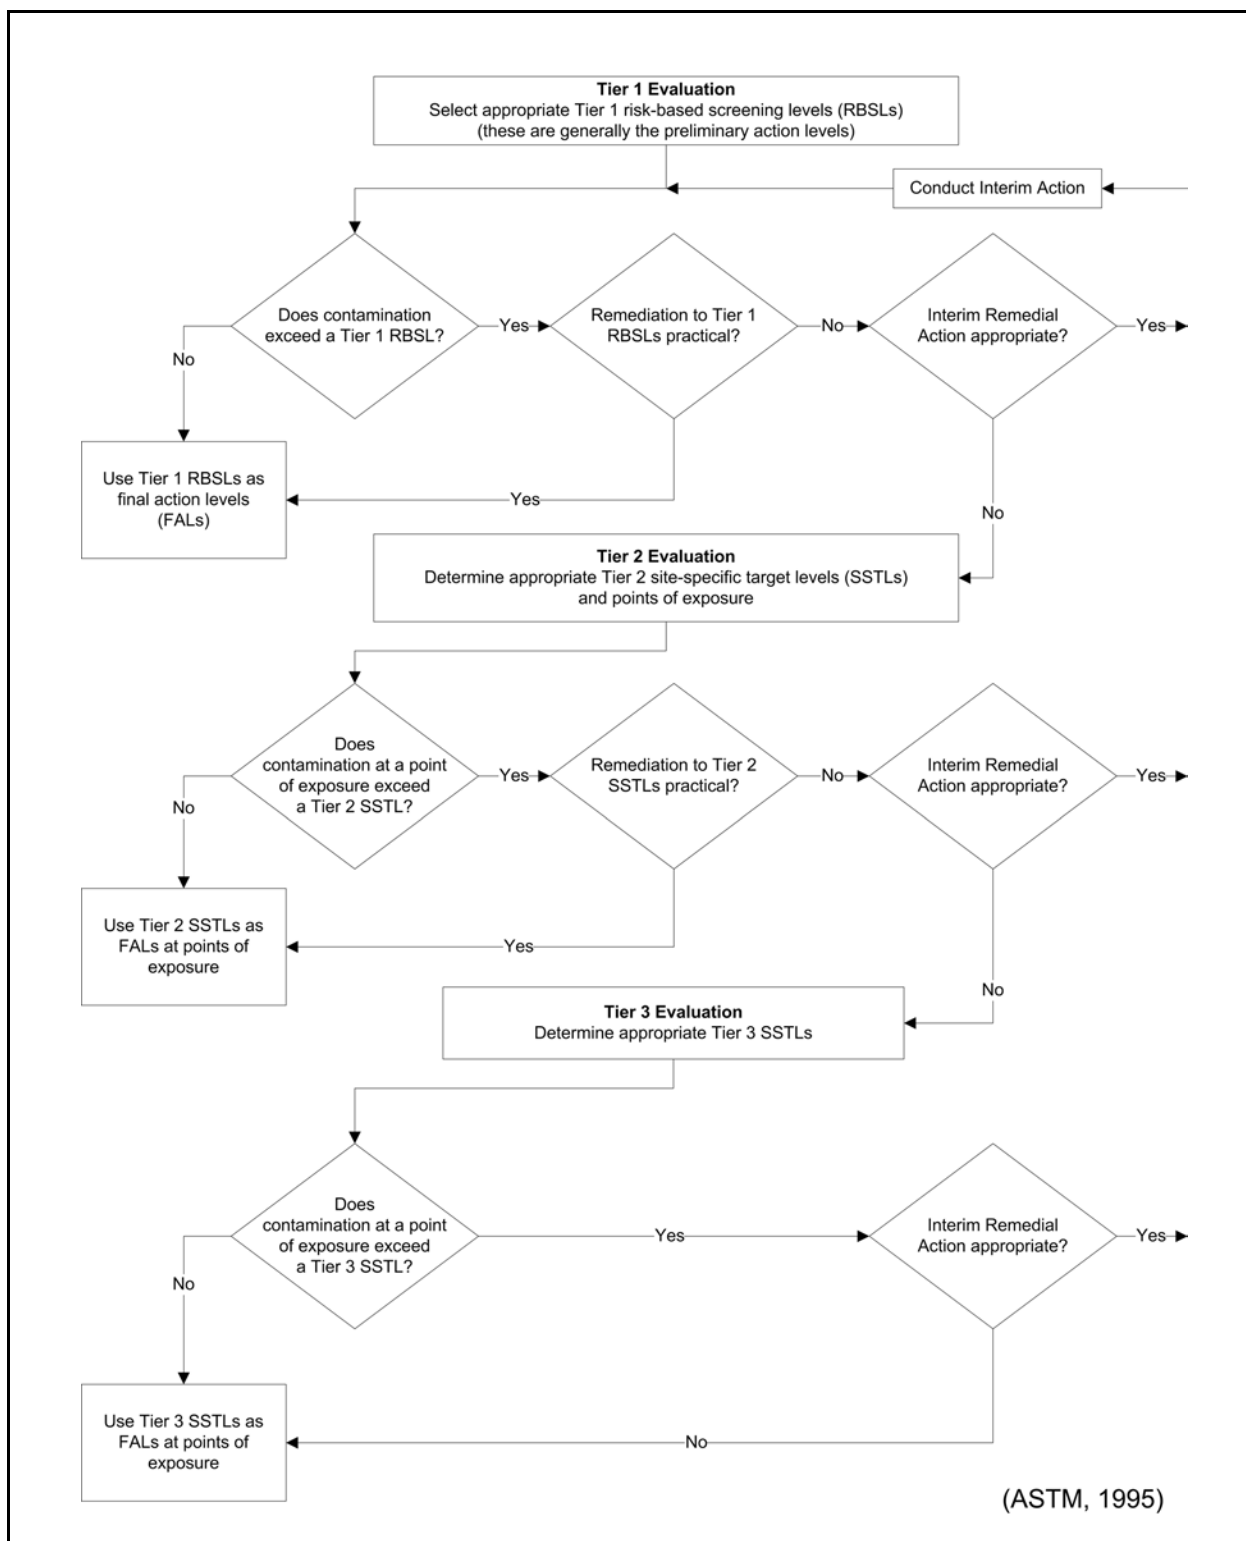 Tier 1 Evaluation
Select appropriate Tier 1 risk-based screening levels (RBSLs)
(these are generally the preliminary action levels)
Conduct Interim Action
Does contamination
exceed a Tier 1 RBSL?
Yes
Remediation to Tier 1
RBSLs practical?
No
Interim Remedial
Action appropriate?
Yes
No
Use Tier 1 RBSLs as
final action levels
(FALs)
Yes
No
Tier 2 Evaluation
Determine appropriate Tier 2 site-specific target levels (SSTLs)
and points of exposure
Does
contamination at a point
of exposure exceed
a Tier 2 SSTL?
Yes
Remediation to Tier 2
SSTLs practical?
No
Interim Remedial
Action appropriate?
Yes
No
Use Tier 2 SSTLs as
FALs at points of
exposure
Yes
No
Tier 3 Evaluation
Determine appropriate Tier 3 SSTLs
Does
contamination at a point
of exposure exceed
a Tier 3 SSTL?
Yes
Interim Remedial
Action appropriate?
Yes
No
Use Tier 3 SSTLs as
FALs at points of
exposure
No
(ASTM, 1995)